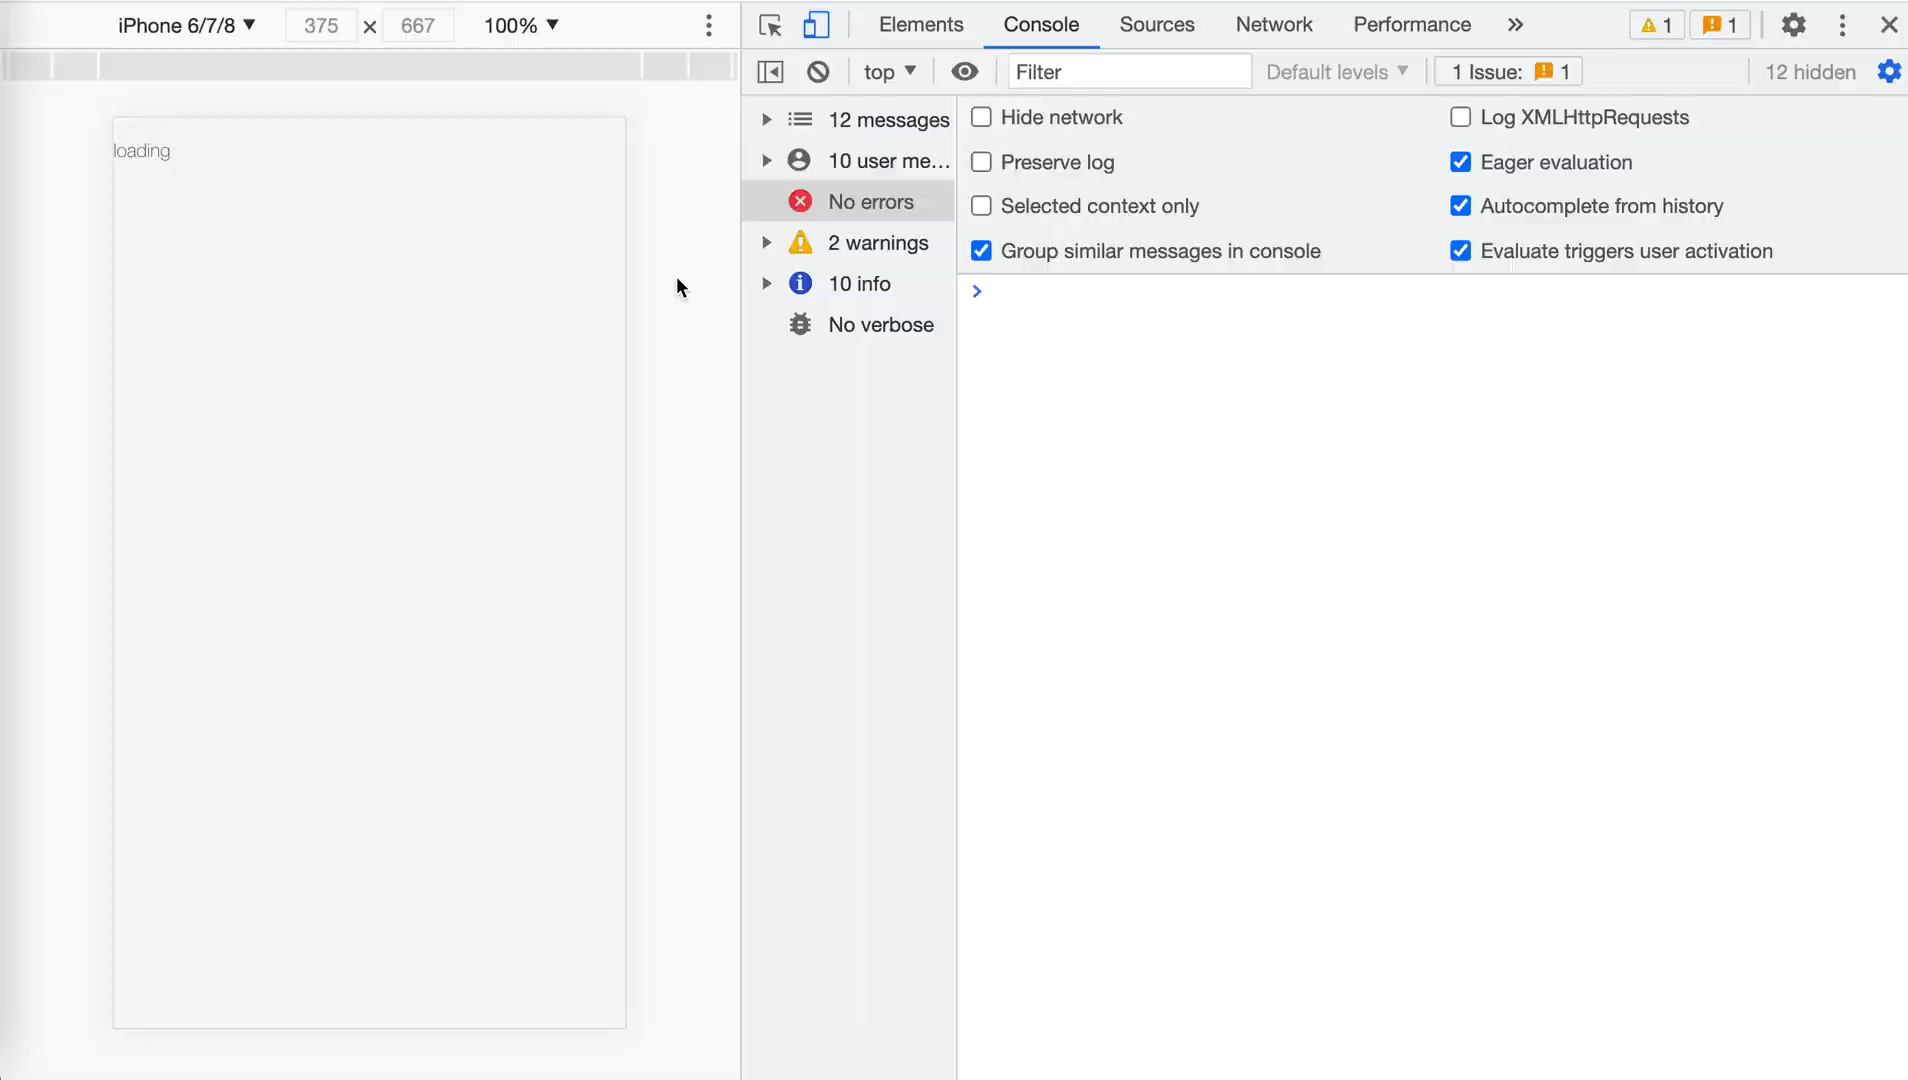 iPhone 6/7/8 375 × 667 100%
Elements Console Sources Network Performance 1 1
top Filter Default levels 1 Issue: 1 12 hidden
loading
12 messages
10 user me...
No errors
2 warnings
10 info
No verbose
Hide network Log XMLHttpRequests
Preserve log Eager evaluation
Selected context only Autocomplete from history
Group similar messages in console Evaluate triggers user activation